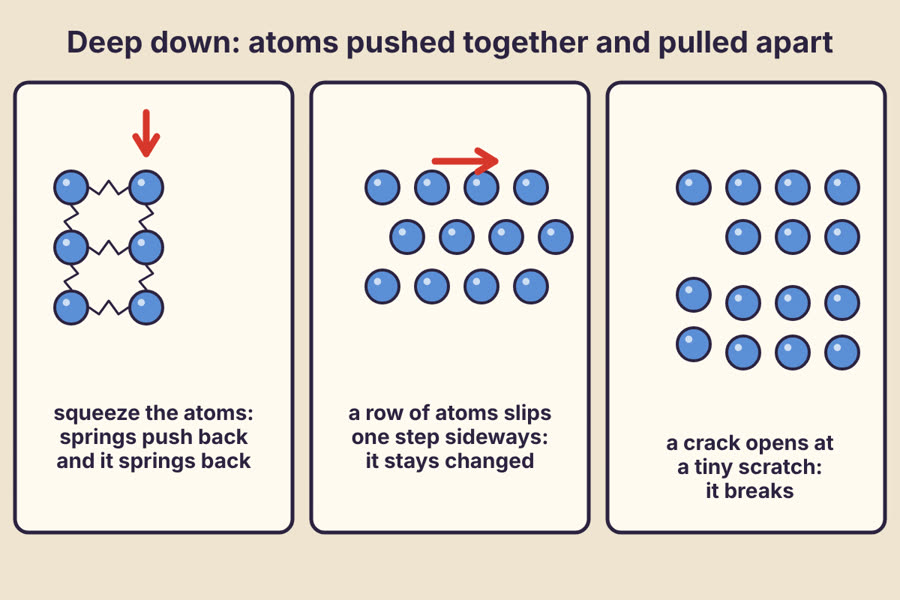 Deep down: atoms pushed together and pulled apart
squeeze the atoms:
springs push back
and it springs back
a row of atoms slips
one step sideways:
it stays changed
a crack opens at
a tiny scratch:
it breaks